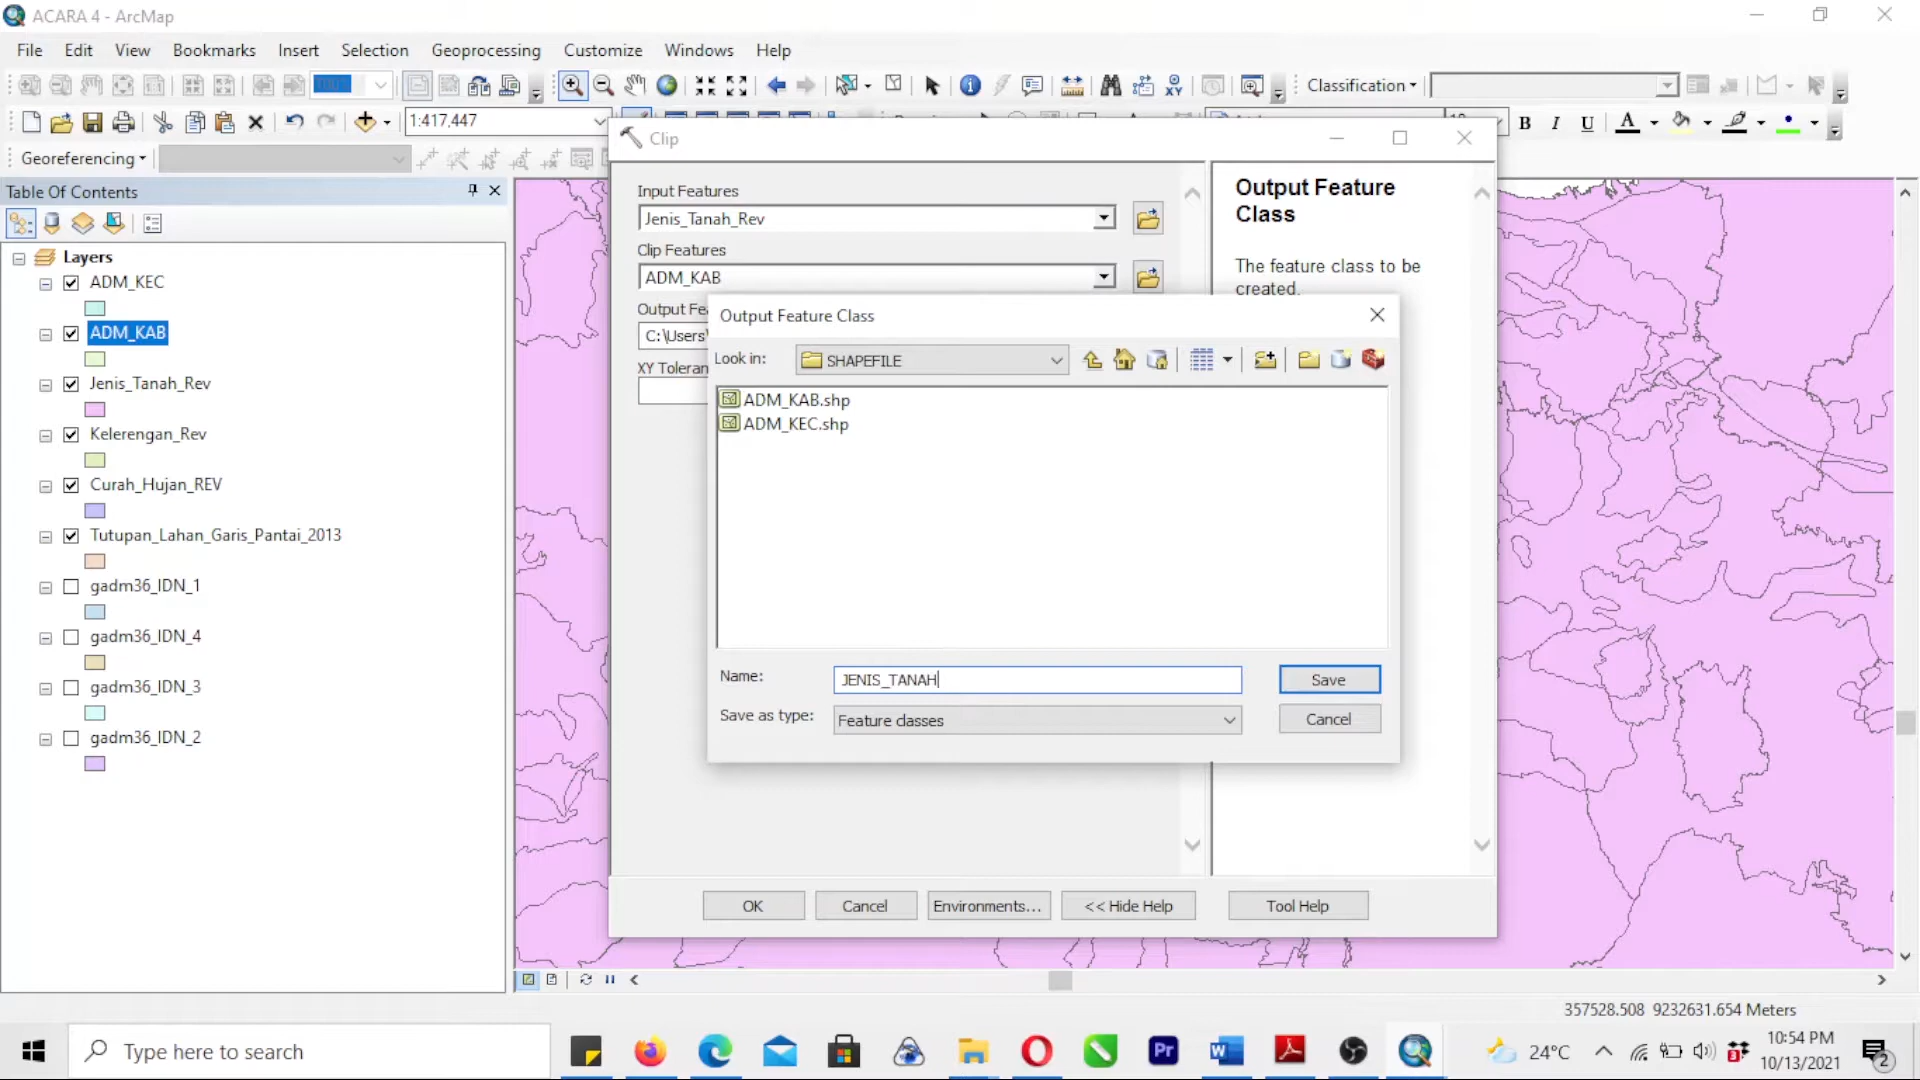 ACARA 4 - ArcMap
File Edit View Bookmarks Insert Selection Geoprocessing Customize Windows Help
Classification
1:417,447
B I U A
Georeferencing
Clip
Table Of Contents
Layers
ADM_KEC
ADM_KAB
Jenis_Tanah_Rev
Kelerengan_Rev
Curah_Hujan_REV
Tutupan_Lahan_Garis_Pantai_2013
gadm36_IDN_1
gadm36_IDN_4
gadm36_IDN_3
gadm36_IDN_2
Input Features
Jenis_Tanah_Rev
Clip Features
ADM_KAB
Output Fe
C:\Users\
XY Toleran
Output Feature
Class
The feature class to be
created.
Output Feature Class
Look in: SHAPEFILE
ADM_KAB.shp
ADM_KEC.shp
Name: JENIS_TANAH Save
Save as type: Feature classes Cancel
OK Cancel Environments... << Hide Help Tool Help
357528.508 9232631.654 Meters
Type here to search
Pr
24°C
10:54 PM
10/13/2021
2